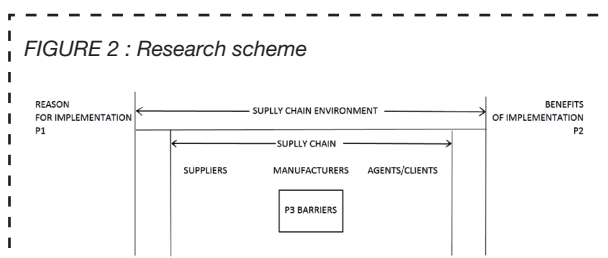 FIGURE 2 : Research scheme
REASON
FOR IMPLEMENTATION
P1
SUPLLY CHAIN ENVIRONMENT
BENEFITS
OF IMPLEMENTATION
P2
SUPLLY CHAIN
SUPPLIERS MANUFACTURERS AGENTS/CLIENTS
P3 BARRIERS